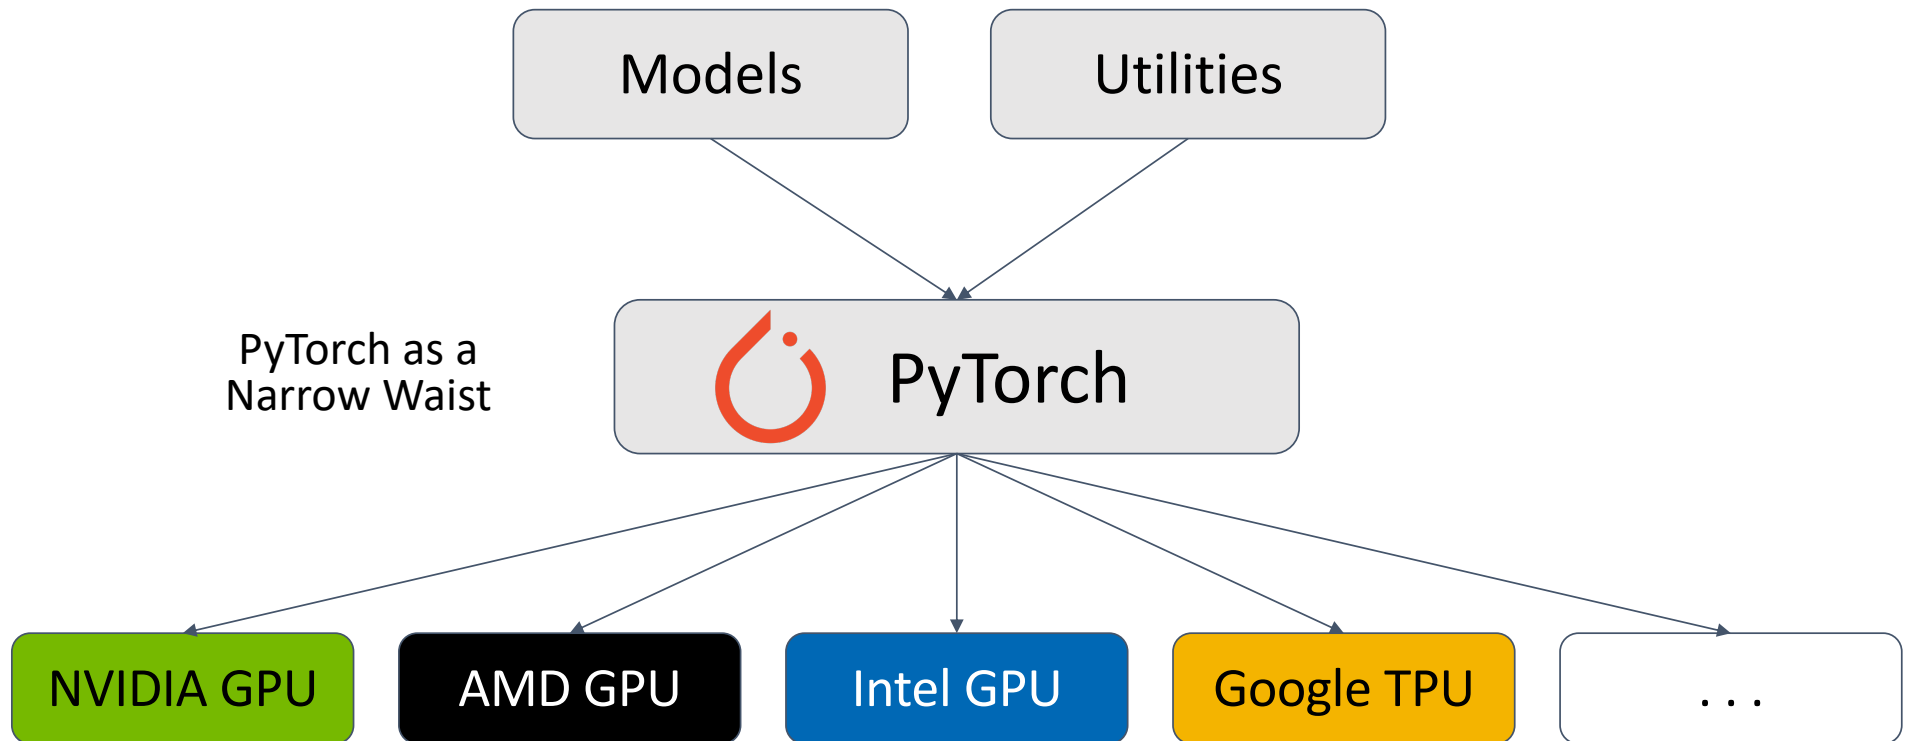 Models
Utilities
PyTorch as a
Narrow Waist
PyTorch
NVIDIA GPU
AMD GPU
Intel GPU
Google TPU
. . .